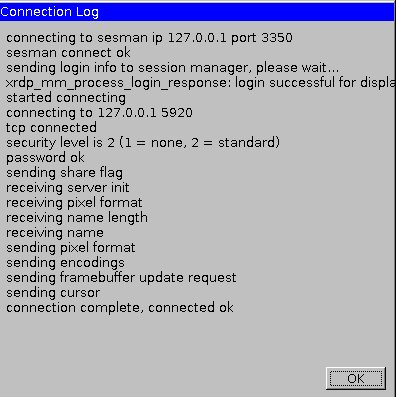 Connection Log
connecting to sesman ip 127.0.0.1 port 3350
sesman connect ok
sending login info to session manager, please wait...
xrdp_mm_process_login_response: login successful for displa
started connecting
connecting to 127.0.0.1 5920
tcp connected
security level is 2 (1 = none, 2 = standard)
password ok
sending share flag
receiving server init
receiving pixel format
receiving name length
receiving name
sending pixel format
sending encodings
sending framebuffer update request
sending cursor
connection complete, connected ok
OK